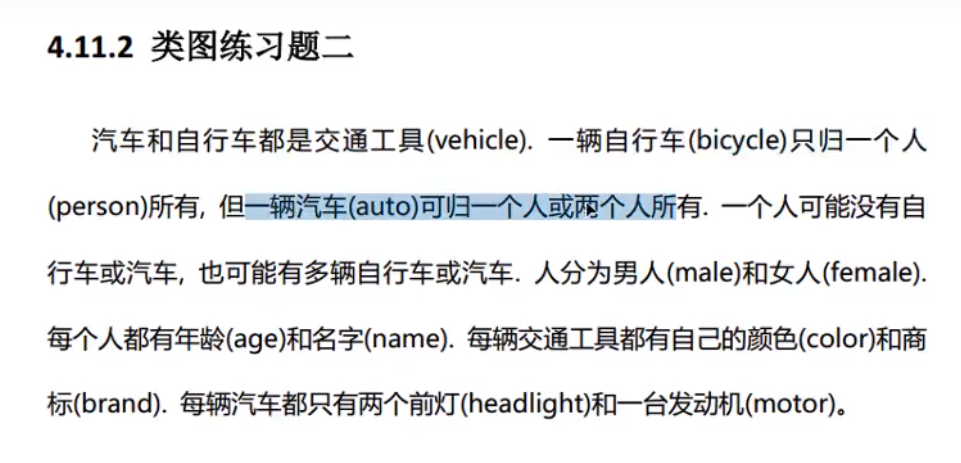 4.11.2 类图练习题二
汽车和自行车都是交通工具(vehicle). 一辆自行车(bicycle)只归一个人
(person)所有, 但一辆汽车(auto)可归一个人或两个人所有. 一个人可能没有自
行车或汽车, 也可能有多辆自行车或汽车. 人分为男人(male)和女人(female).
每个人都有年龄(age)和名字(name). 每辆交通工具都有自己的颜色(color)和商
标(brand). 每辆汽车都只有两个前灯(headlight)和一台发动机(motor)。